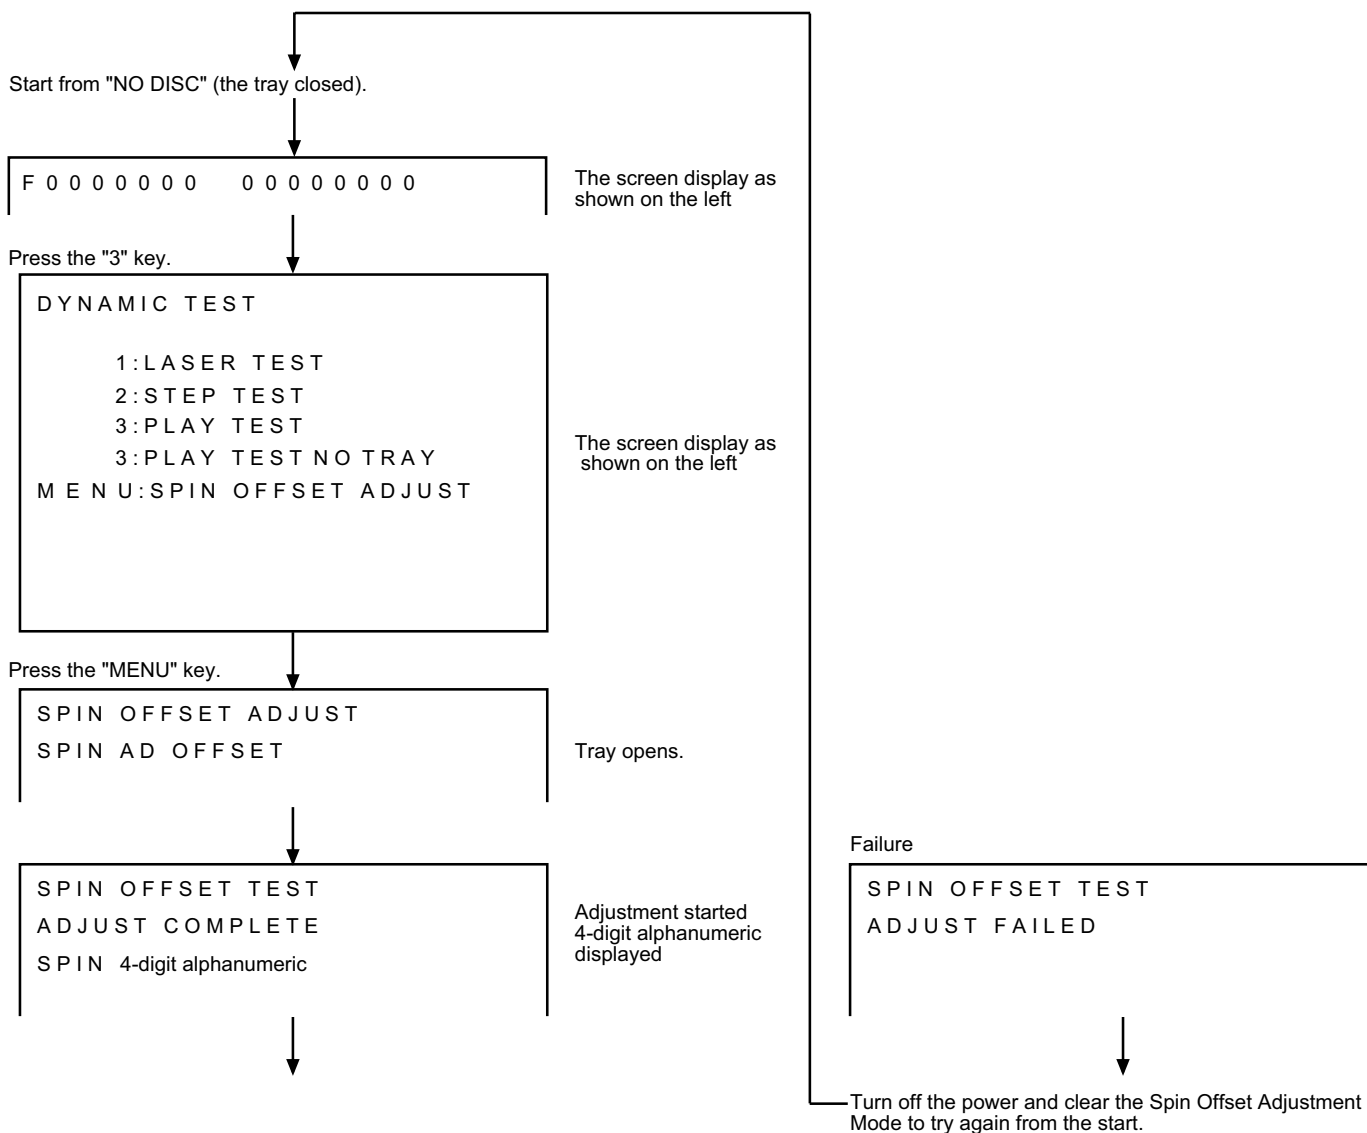 Start from "NO DISC" (the tray closed).
F 0 0 0 0 0 0 0   0 0 0 0 0 0 0 0
The screen display as
shown on the left
Press the "3" key.
DYNAMIC TEST
1:LASER TEST
2:STEP TEST
3:PLAY TEST
3:PLAY TEST NO TRAY
MENU:SPIN OFFSET ADJUST
The screen display as
shown on the left
Press the "MENU" key.
SPIN OFFSET ADJUST
SPIN AD OFFSET
Tray opens.
SPIN OFFSET TEST
ADJUST COMPLETE
SPIN 4-digit alphanumeric
Adjustment started
4-digit alphanumeric
displayed
Failure
SPIN OFFSET TEST
ADJUST FAILED
Turn off the power and clear the Spin Offset Adjustment
Mode to try again from the start.